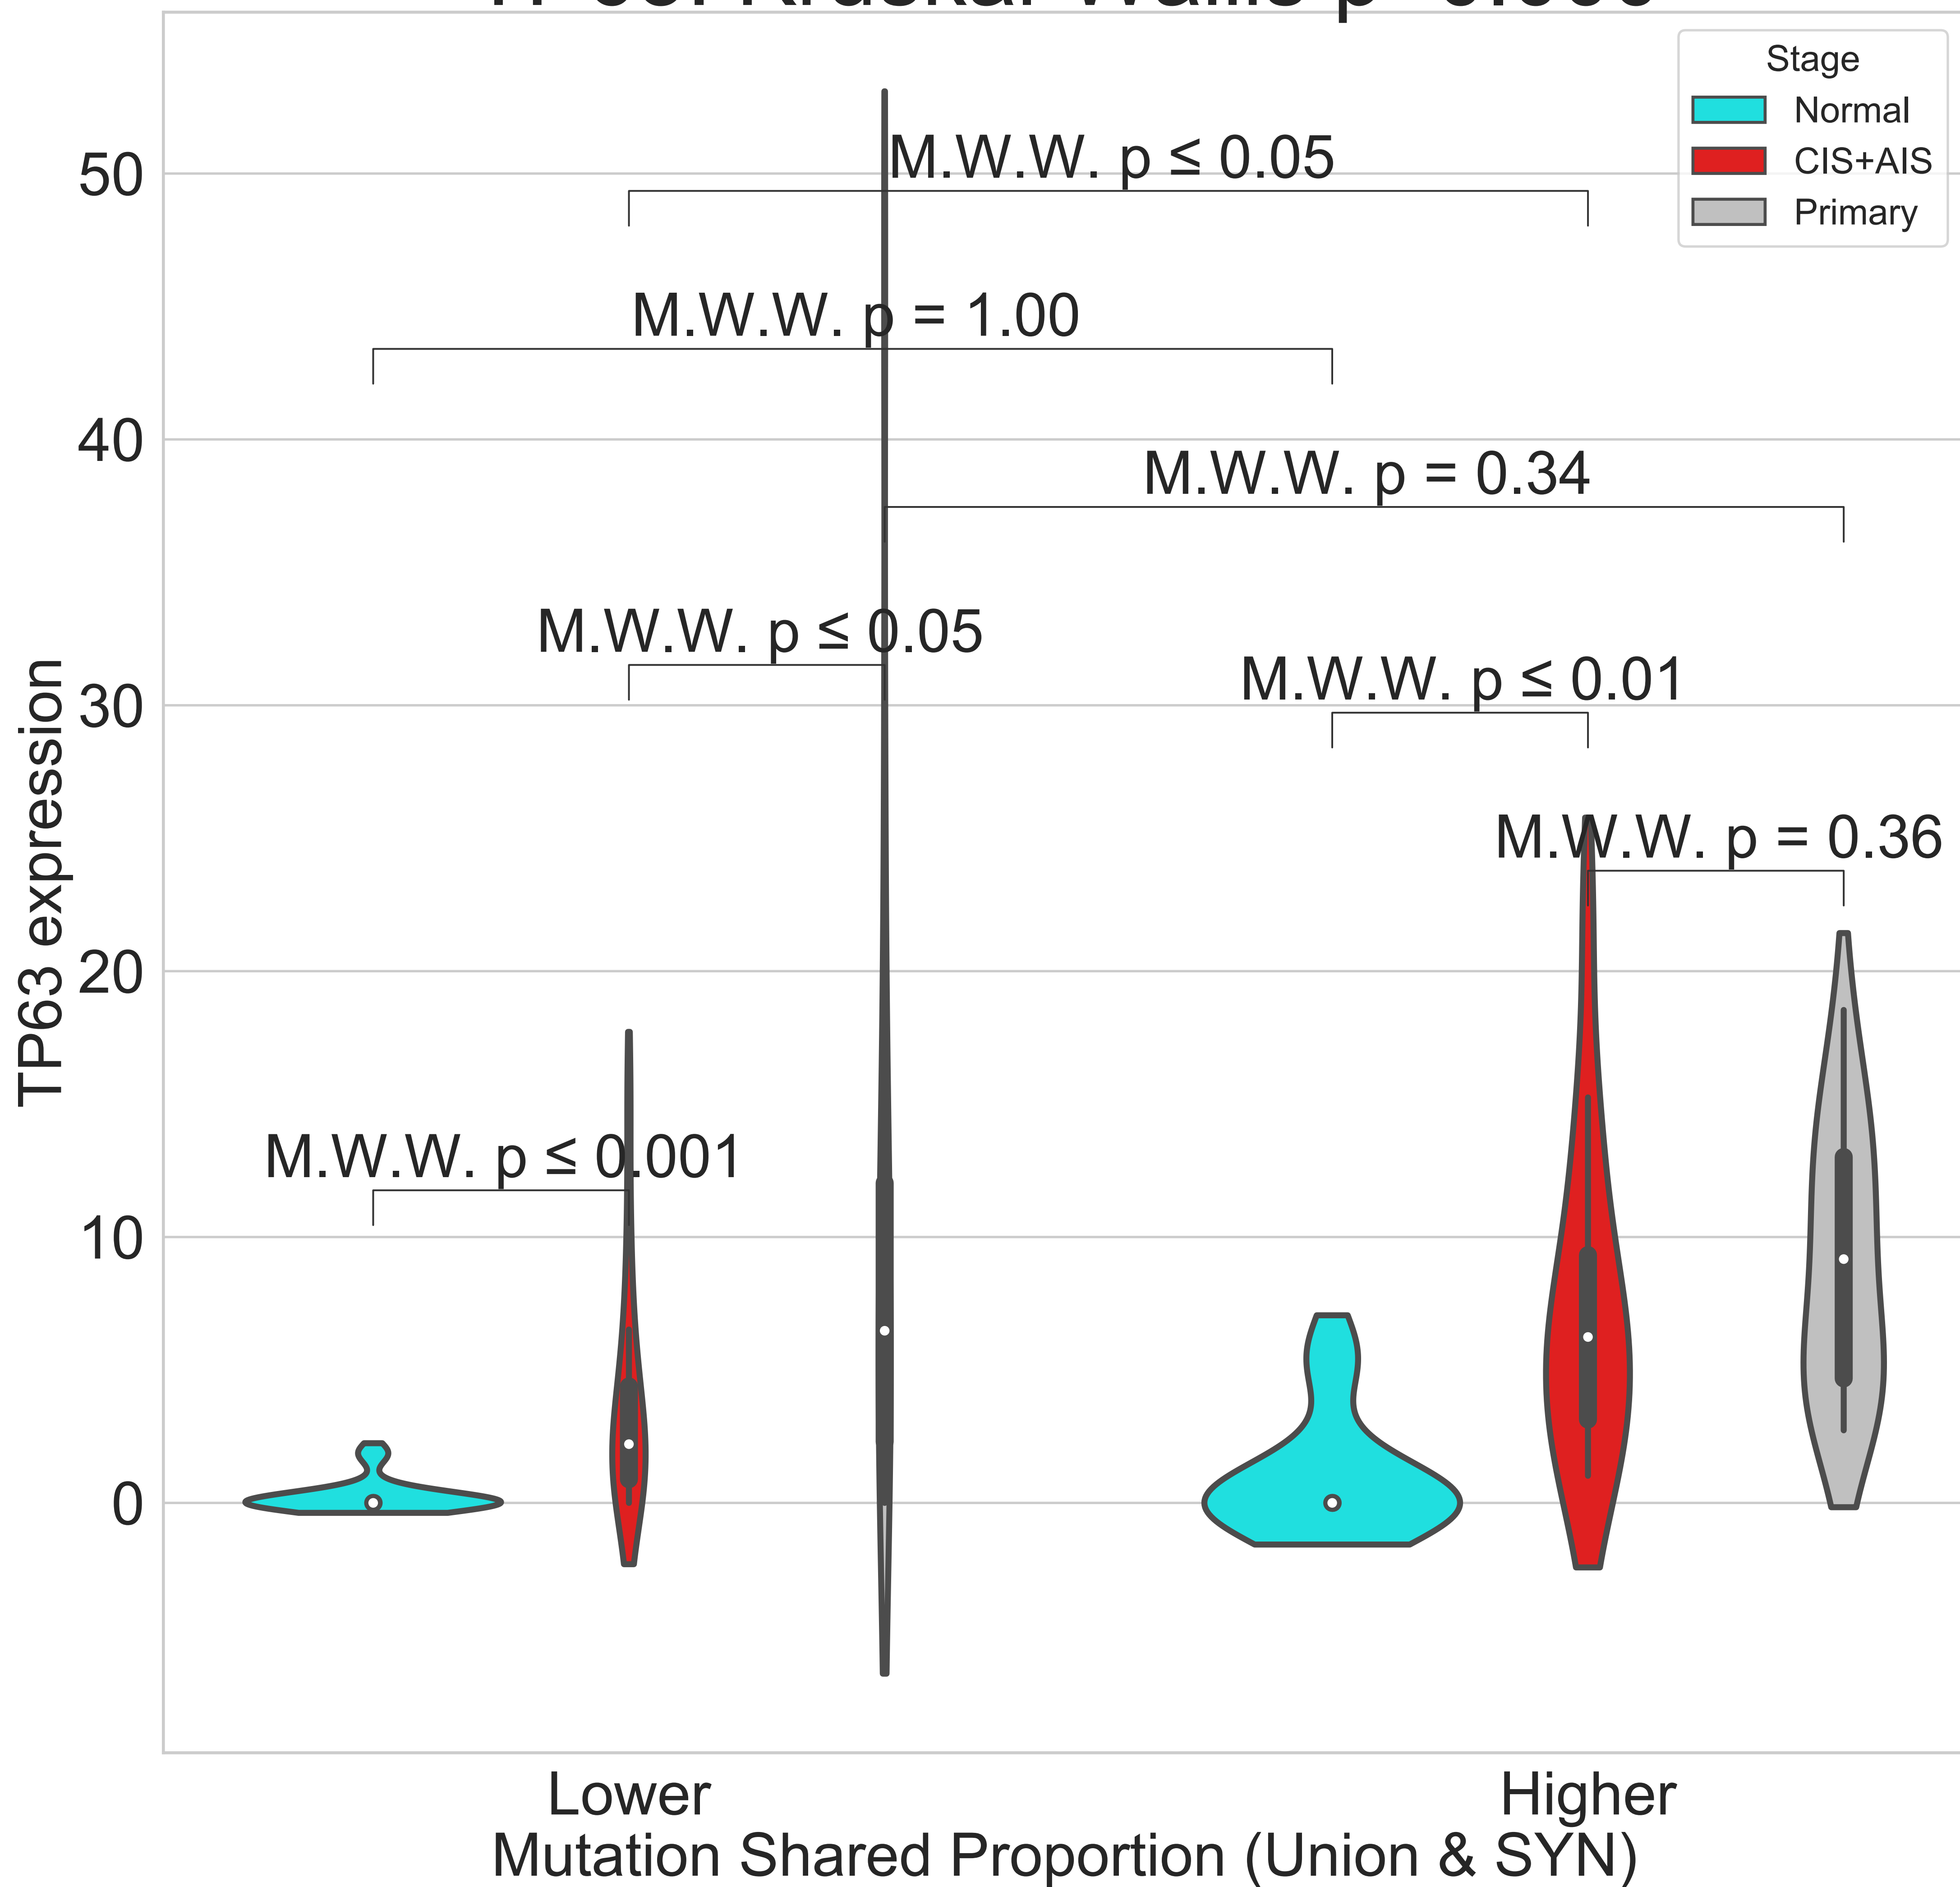 Stage
Normal
CIS+AIS
Primary
M.W.W. p ≤ 0.05
M.W.W. p = 1.00
M.W.W. p = 0.34
M.W.W. p ≤ 0.05
M.W.W. p ≤ 0.01
M.W.W. p = 0.36
M.W.W. p ≤ 0.001
50
40
30
20
10
0
TP63 expression
Lower
Higher
Mutation Shared Proportion (Union & SYN)